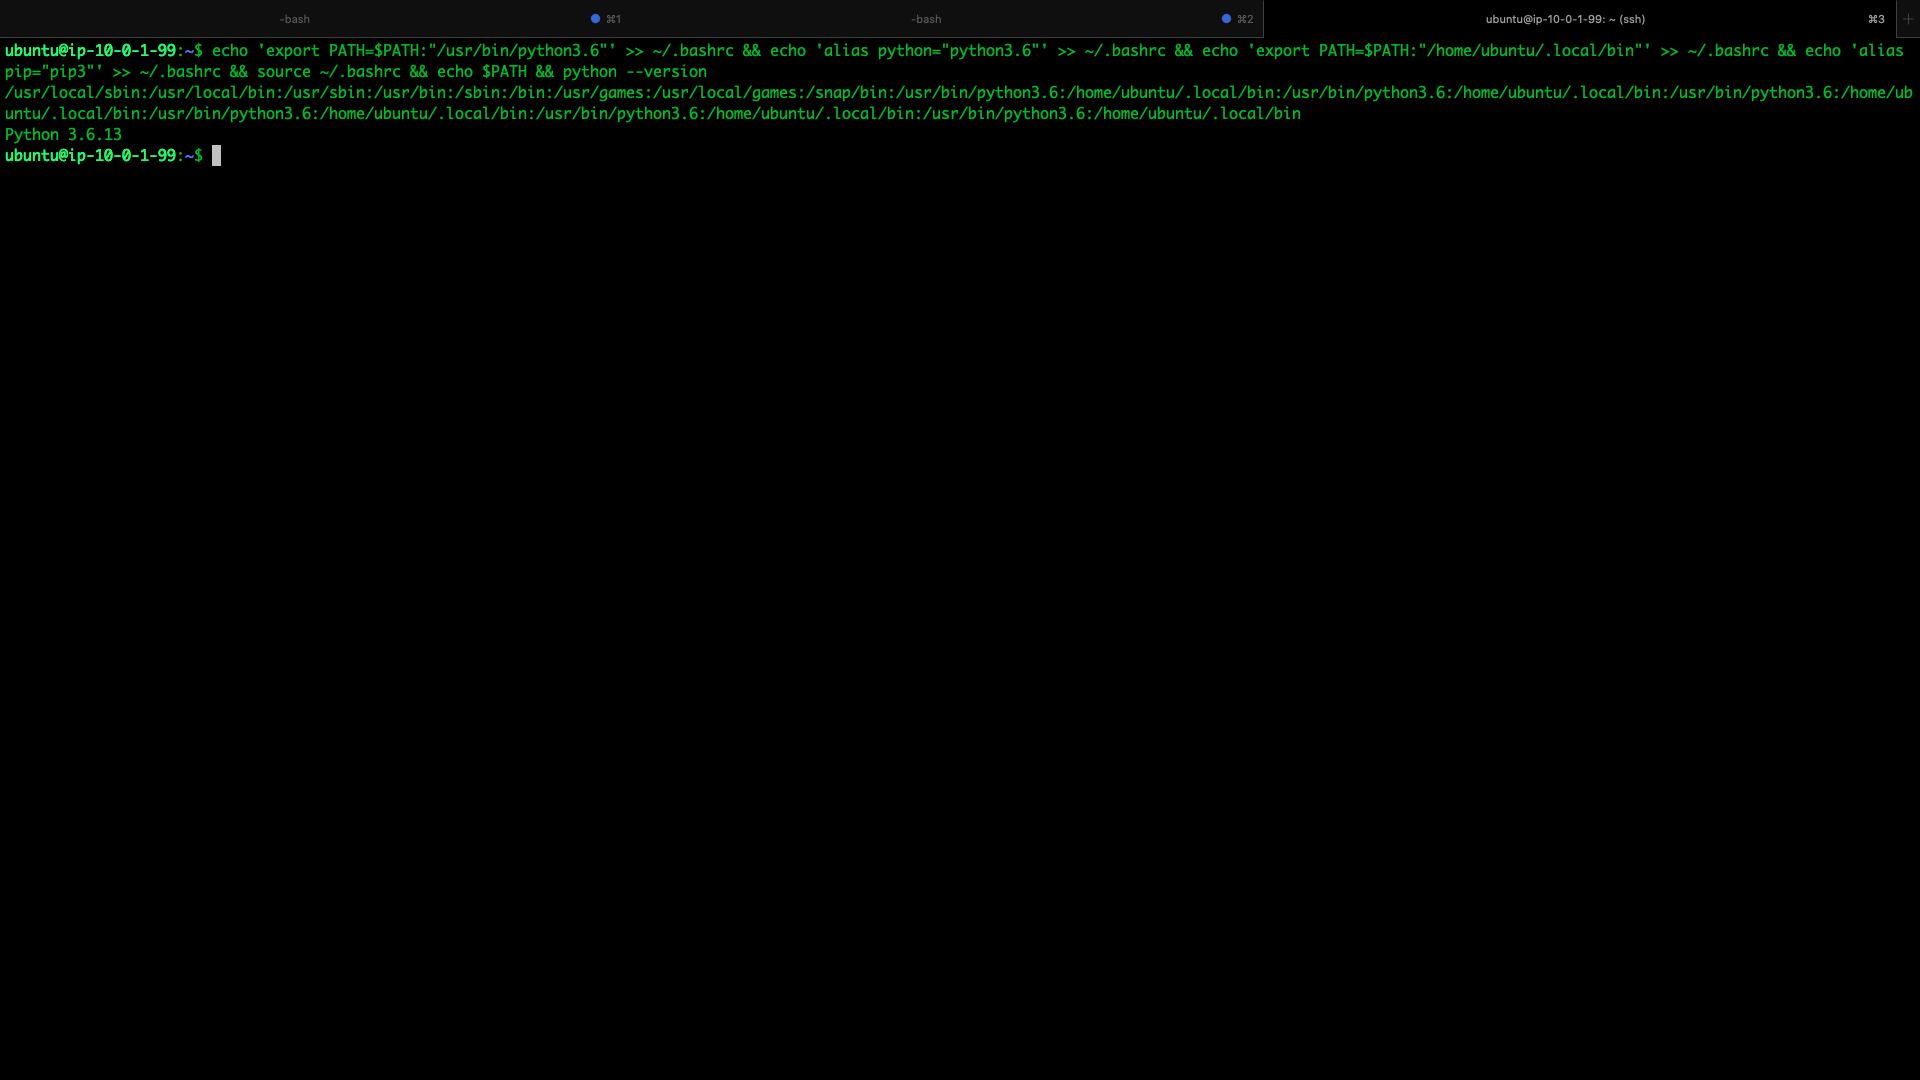 -bash ⌘1 -bash ⌘2 ubuntu@ip-10-0-1-99: ~ (ssh) ⌘3 +
ubuntu@ip-10-0-1-99:~$ echo 'export PATH=$PATH:"/usr/bin/python3.6"' >> ~/.bashrc && echo 'alias python="python3.6"' >> ~/.bashrc && echo 'export PATH=$PATH:"/home/ubuntu/.local/bin"' >> ~/.bashrc && echo 'alias
pip="pip3"' >> ~/.bashrc && source ~/.bashrc && echo $PATH && python --version
/usr/local/sbin:/usr/local/bin:/usr/sbin:/usr/bin:/sbin:/bin:/usr/games:/usr/local/games:/snap/bin:/usr/bin/python3.6:/home/ubuntu/.local/bin:/usr/bin/python3.6:/home/ubuntu/.local/bin:/usr/bin/python3.6:/home/ub
untu/.local/bin:/usr/bin/python3.6:/home/ubuntu/.local/bin:/usr/bin/python3.6:/home/ubuntu/.local/bin:/usr/bin/python3.6:/home/ubuntu/.local/bin
Python 3.6.13
ubuntu@ip-10-0-1-99:~$